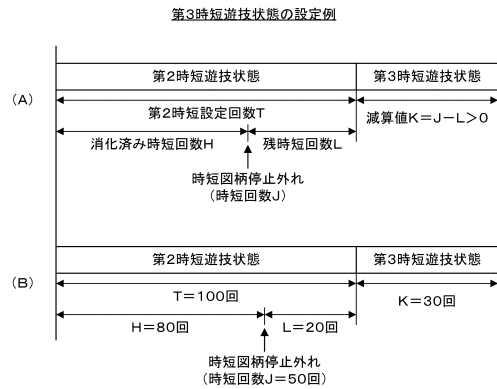 第3時短遊技状態の設定例
第2時短遊技状態 第3時短遊技状態
(A)
第2時短設定回数T
減算値K=J-L>0
消化済み時短回数H 残時短回数L
時短図柄停止外れ
(時短回数J)
第2時短遊技状態 第3時短遊技状態
(B)
T=100回
K=30回
H=80回 L=20回
時短図柄停止外れ
(時短回数J=50回)